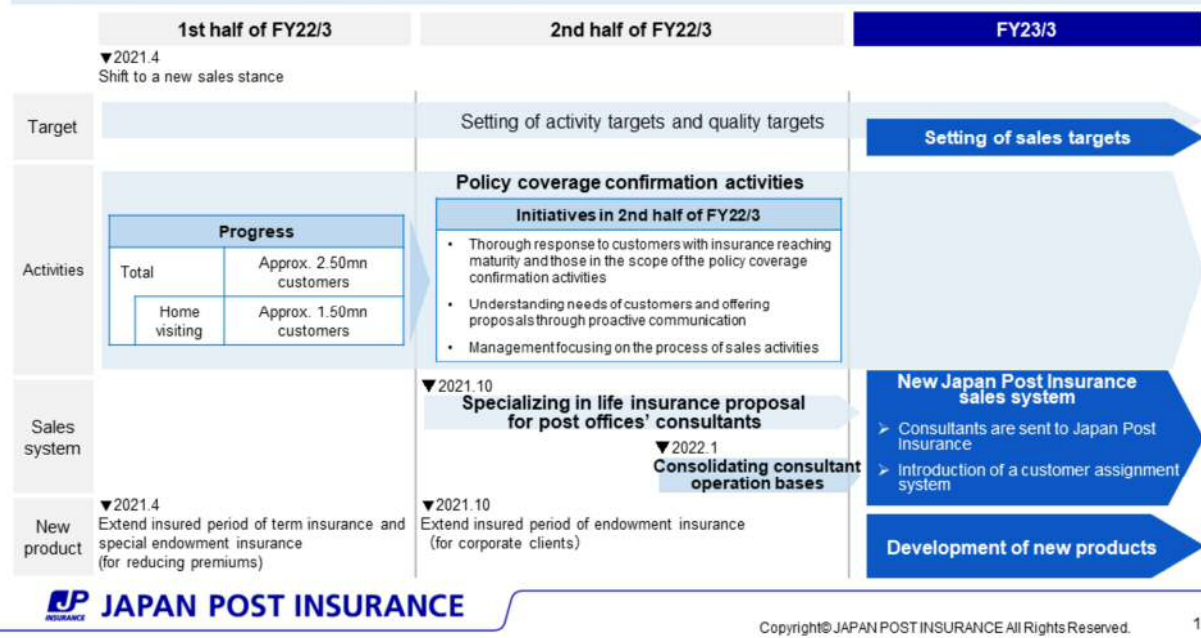 1st half of FY22/3
2nd half of FY22/3
FY23/3
▼2021.4
Shift to a new sales stance
Target
Setting of activity targets and quality targets
Setting of sales targets
Activities
Policy coverage confirmation activities
Progress
Total
Approx. 2.50mn
customers
Home
visiting
Approx. 1.50mn
customers
Initiatives in 2nd half of FY22/3
• Thorough response to customers with insurance reaching
maturity and those in the scope of the policy coverage
confirmation activities
• Understanding needs of customers and offering
proposals through proactive communication
• Management focusing on the process of sales activities
Sales
system
▼2021.10
Specializing in life insurance proposal
for post offices' consultants
▼2022.1
Consolidating consultant
operation bases
New Japan Post Insurance
sales system
➢ Consultants are sent to Japan Post
Insurance
➢ Introduction of a customer assignment
system
New
product
▼2021.4
Extend insured period of term insurance and
special endowment insurance
(for reducing premiums)
▼2021.10
Extend insured period of endowment insurance
(for corporate clients)
Development of new products
JP
INSURANCE
JAPAN POST INSURANCE
Copyright© JAPAN POST INSURANCE All Rights Reserved.
1